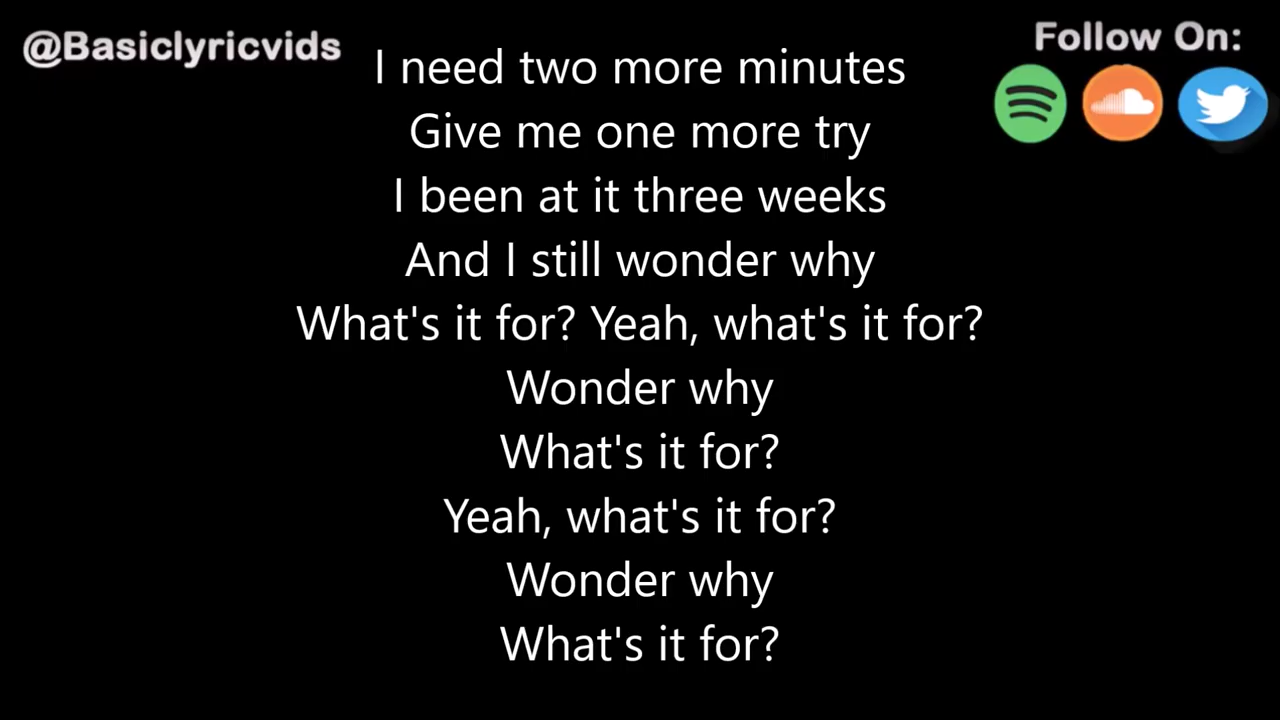 @Basiclyricvids
Follow On:
I need two more minutes
Give me one more try
I been at it three weeks
And I still wonder why
What's it for? Yeah, what's it for?
Wonder why
What's it for?
Yeah, what's it for?
Wonder why
What's it for?